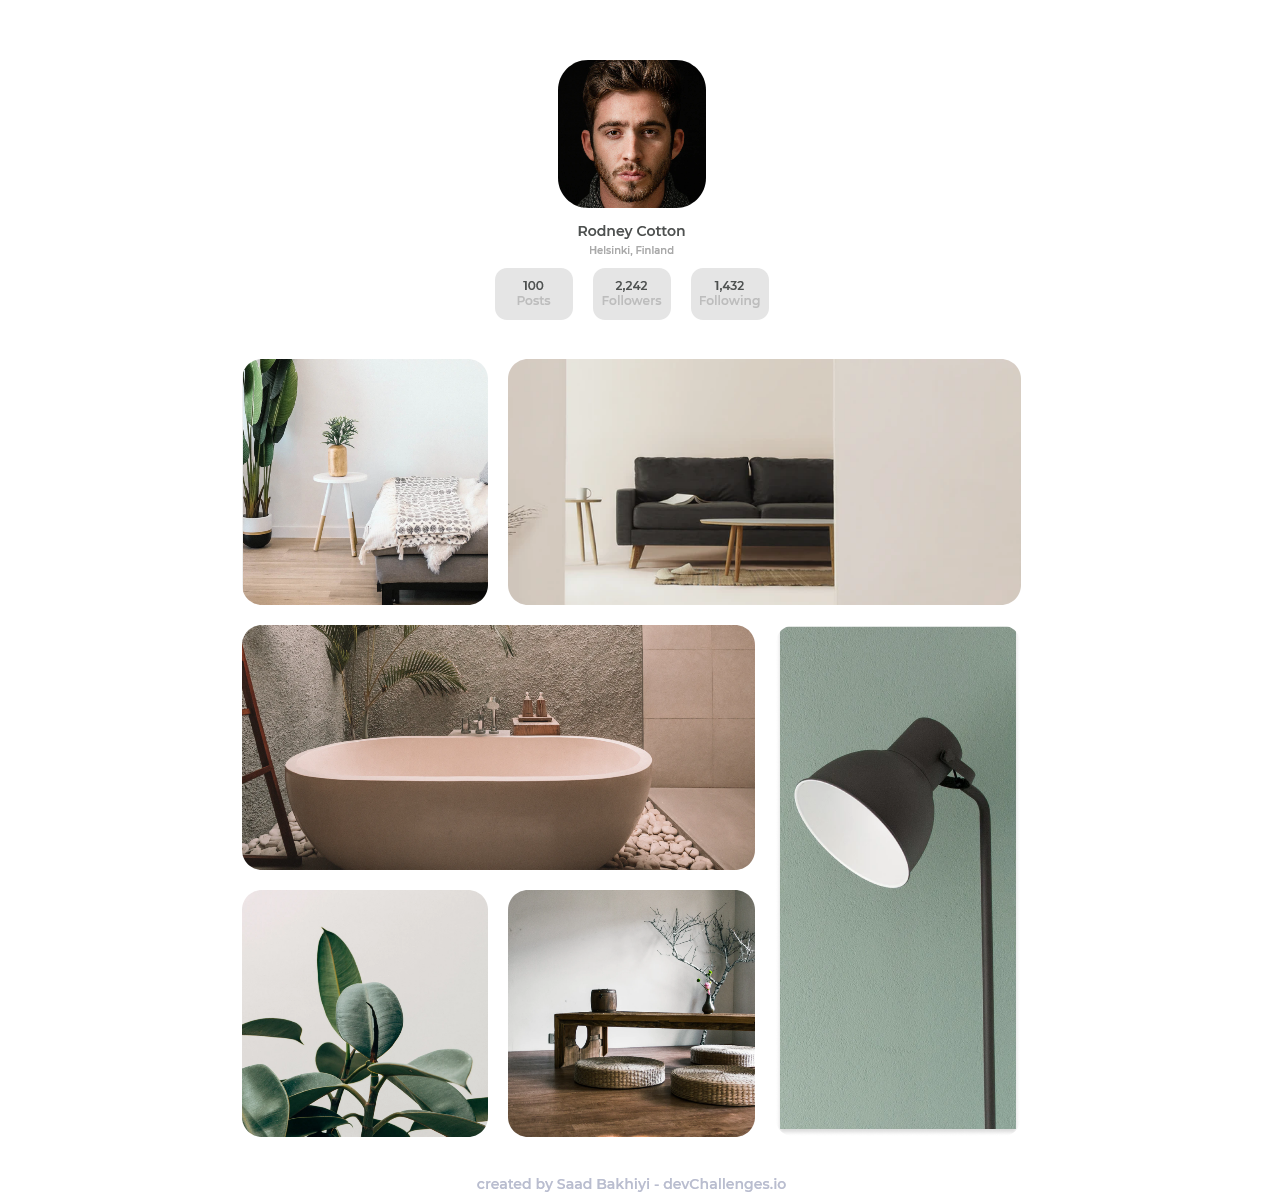 Rodney Cotton
Helsinki, Finland
100
Posts
2,242
Followers
1,432
Following
created by Saad Bakhiyi - devChallenges.io